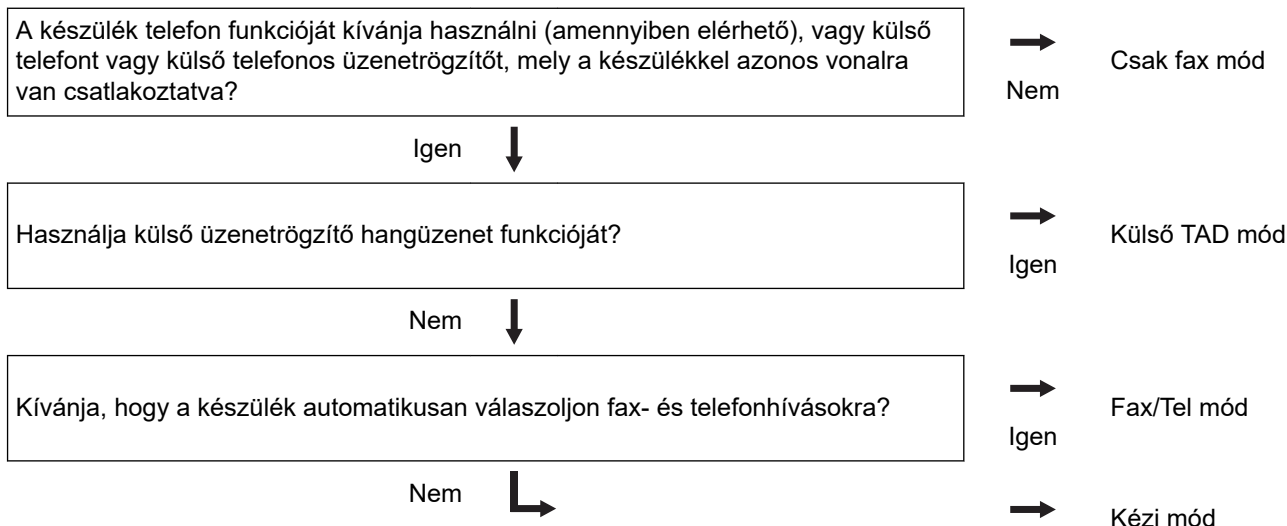 A készülék telefon funkcióját kívánja használni (amennyiben elérhető), vagy külső
telefont vagy külső telefonos üzenetrögzítőt, mely a készülékkel azonos vonalra
van csatlakoztatva?
Nem
Csak fax mód
Igen
Használja külső üzenetrögzítő hangüzenet funkcióját?
Igen
Külső TAD mód
Nem
Kívánja, hogy a készülék automatikusan válaszoljon fax- és telefonhívásokra?
Igen
Fax/Tel mód
Nem
Kézi mód